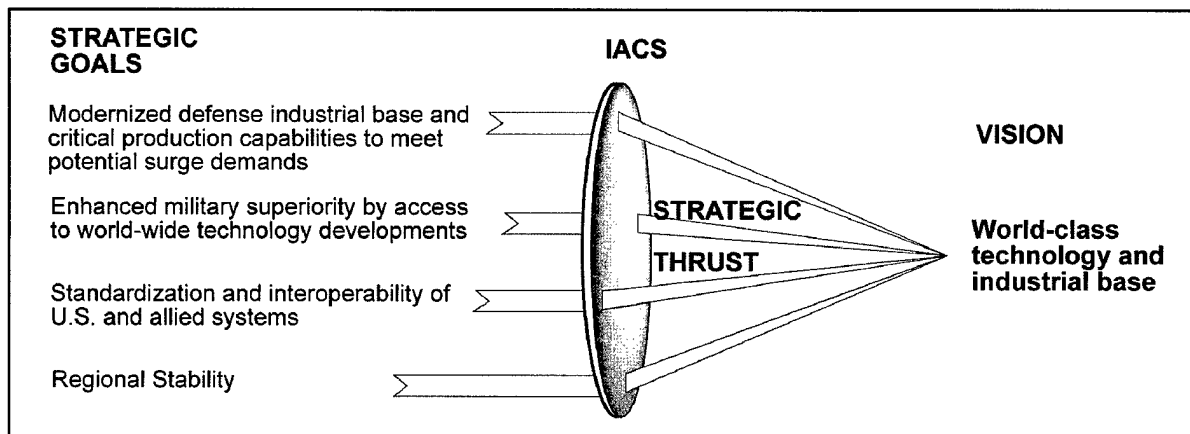 STRATEGIC
GOALS
IACS
Modernized defense industrial base and
critical production capabilities to meet
potential surge demands
VISION
Enhanced military superiority by access
to world-wide technology developments
STRATEGIC
THRUST
World-class
technology and
industrial base
Standardization and interoperability of
U.S. and allied systems
Regional Stability